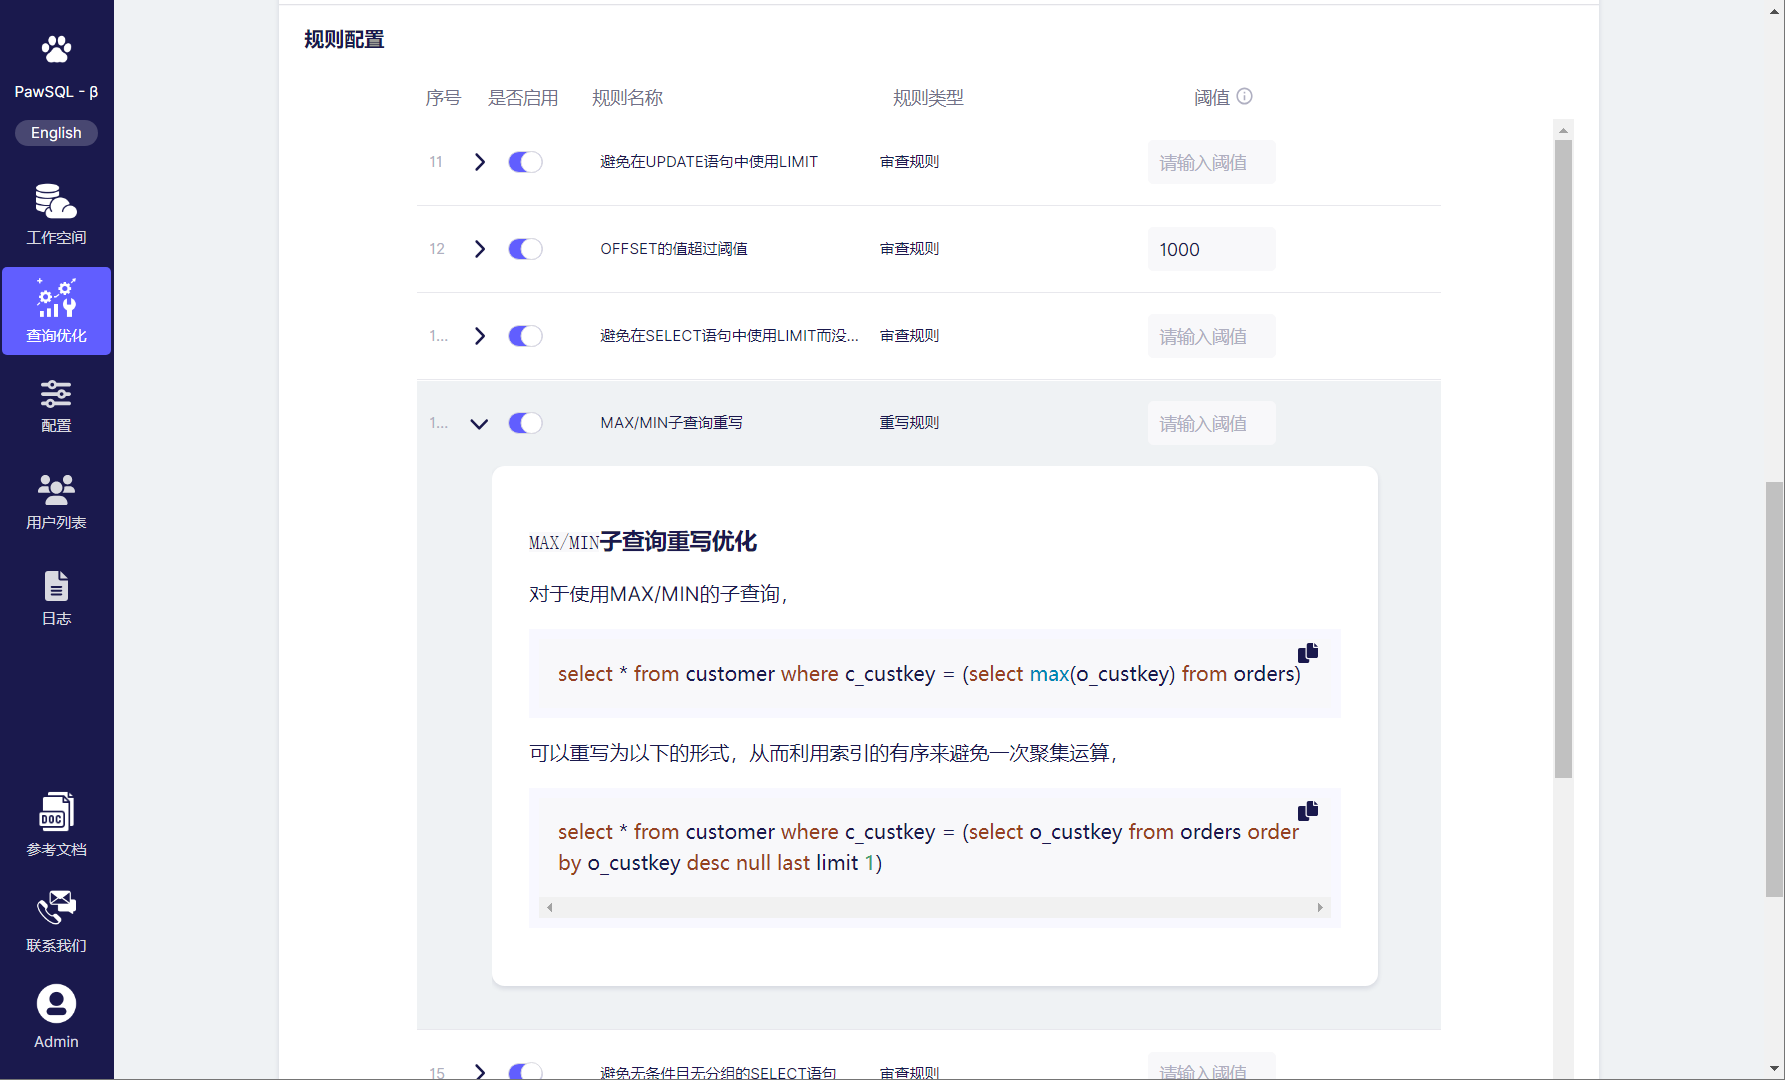 PawSQL - β
English
工作空间
查询优化
配置
用户列表
日志
DOC
参考文档
联系我们
Admin
规则配置
序号 是否启用 规则名称 规则类型 阈值
11 避免在UPDATE语句中使用LIMIT 审查规则 请输入阈值
12 OFFSET的值超过阈值 审查规则 1000
1... 避免在SELECT语句中使用LIMIT而没... 审查规则 请输入阈值
1... MAX/MIN子查询重写 重写规则 请输入阈值
MAX/MIN子查询重写优化
对于使用MAX/MIN的子查询，
select * from customer where c_custkey = (select max(o_custkey) from orders)
可以重写为以下的形式，从而利用索引的有序来避免一次聚集运算，
select * from customer where c_custkey = (select o_custkey from orders order
by o_custkey desc null last limit 1)
15 避免无条件且无分组的SELECT语句 审查规则 请输入阈值